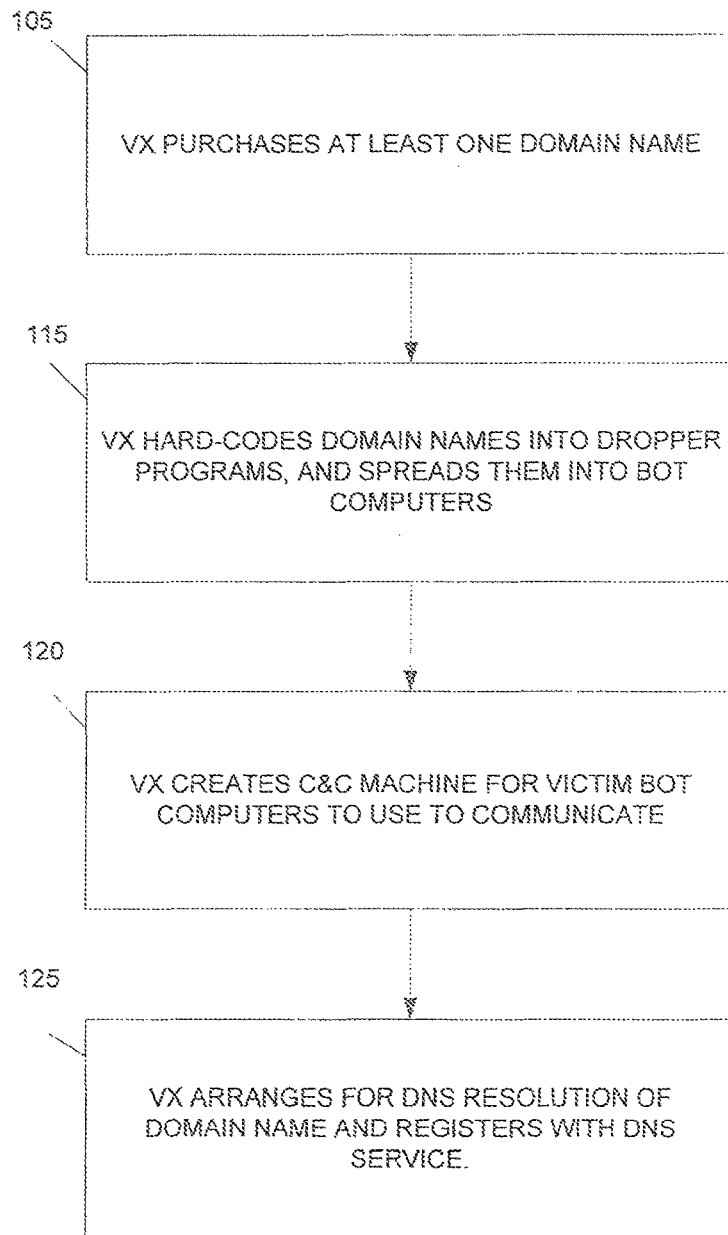 105
VX PURCHASES AT LEAST ONE DOMAIN NAME
115
VX HARD-CODES DOMAIN NAMES INTO DROPPER
PROGRAMS, AND SPREADS THEM INTO BOT
COMPUTERS
120
VX CREATES C&C MACHINE FOR VICTIM BOT
COMPUTERS TO USE TO COMMUNICATE
125
VX ARRANGES FOR DNS RESOLUTION OF
DOMAIN NAME AND REGISTERS WITH DNS
SERVICE.